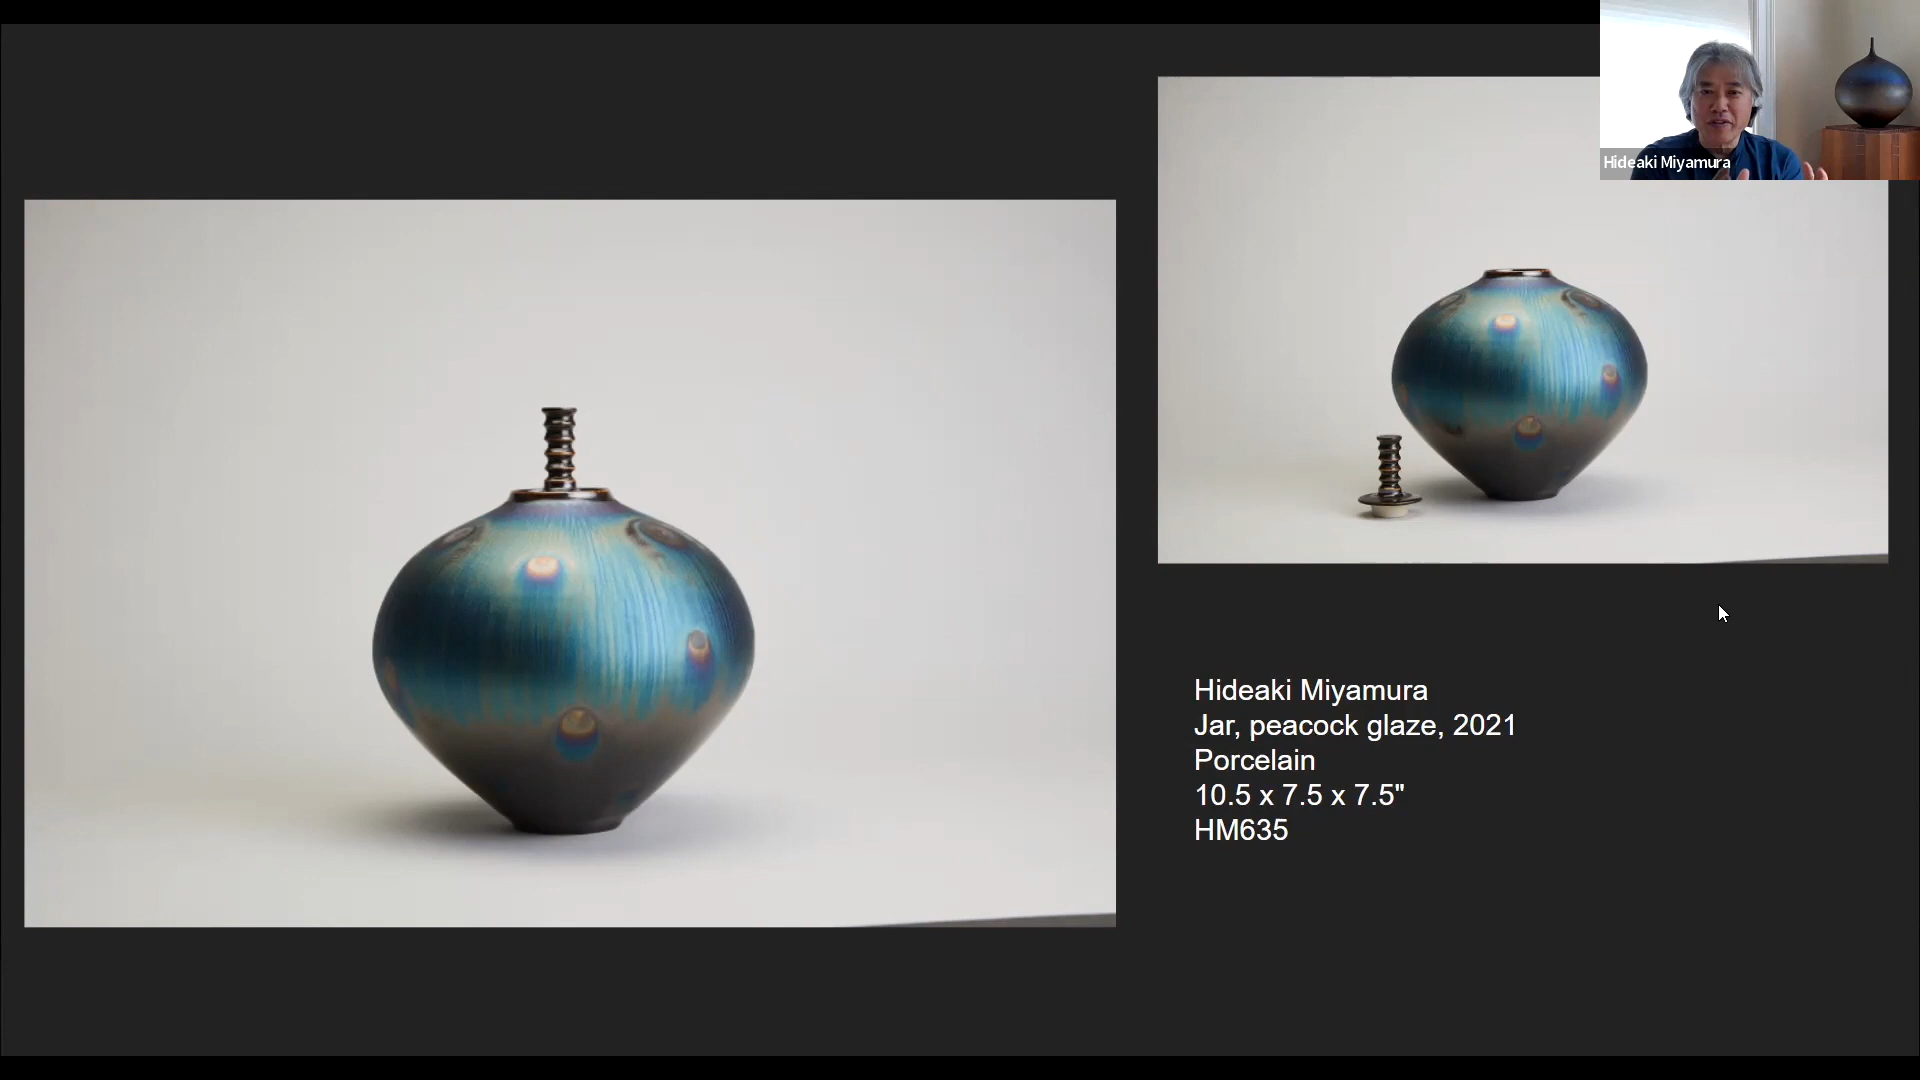 Hideaki Miyamura
Hideaki Miyamura
Jar, peacock glaze, 2021
Porcelain
10.5 x 7.5 x 7.5"
HM635